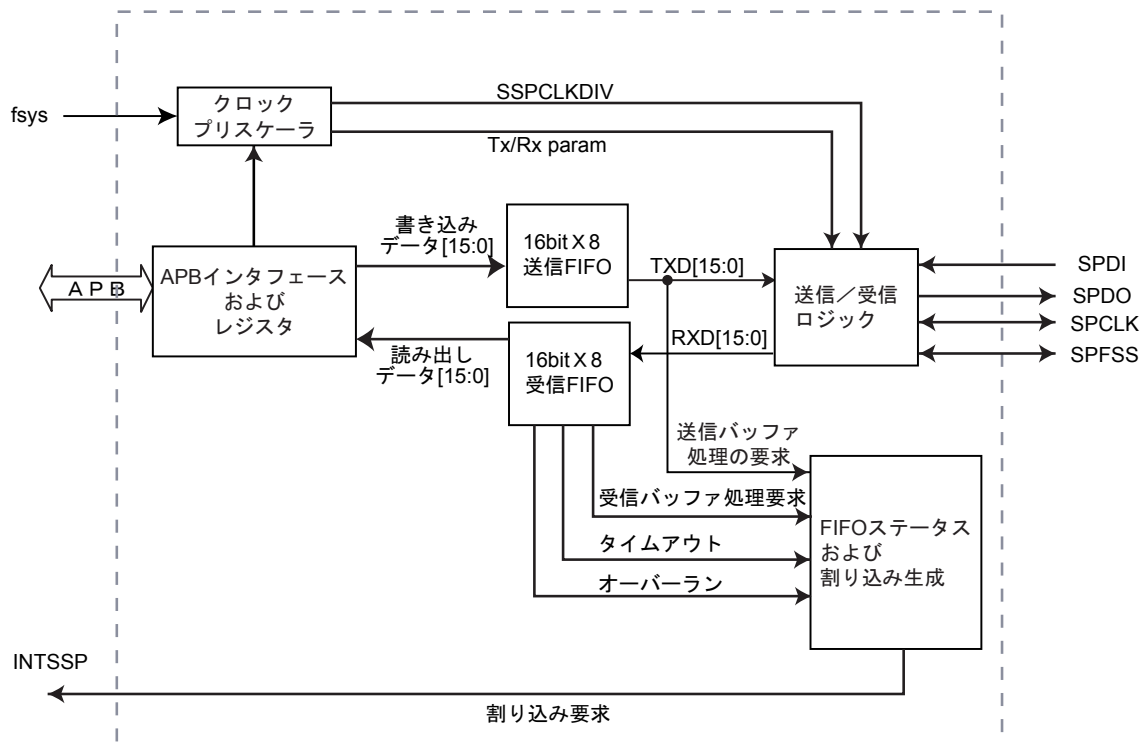 SSPCLKDIV
fsys
クロック
プリスケーラ
Tx/Rx param
書き込み
データ[15:0]
16bit X 8
送信FIFO
APB
APBインタフェース
および
レジスタ
TXD[15:0]
送信／受信
ロジック
SPDI
SPDO
SPCLK
SPFSS
RXD[15:0]
読み出し
データ[15:0]
16bit X 8
受信FIFO
送信バッファ
処理の要求
受信バッファ処理要求
タイムアウト
オーバーラン
FIFOステータス
および
割り込み生成
INTSSP
割り込み要求